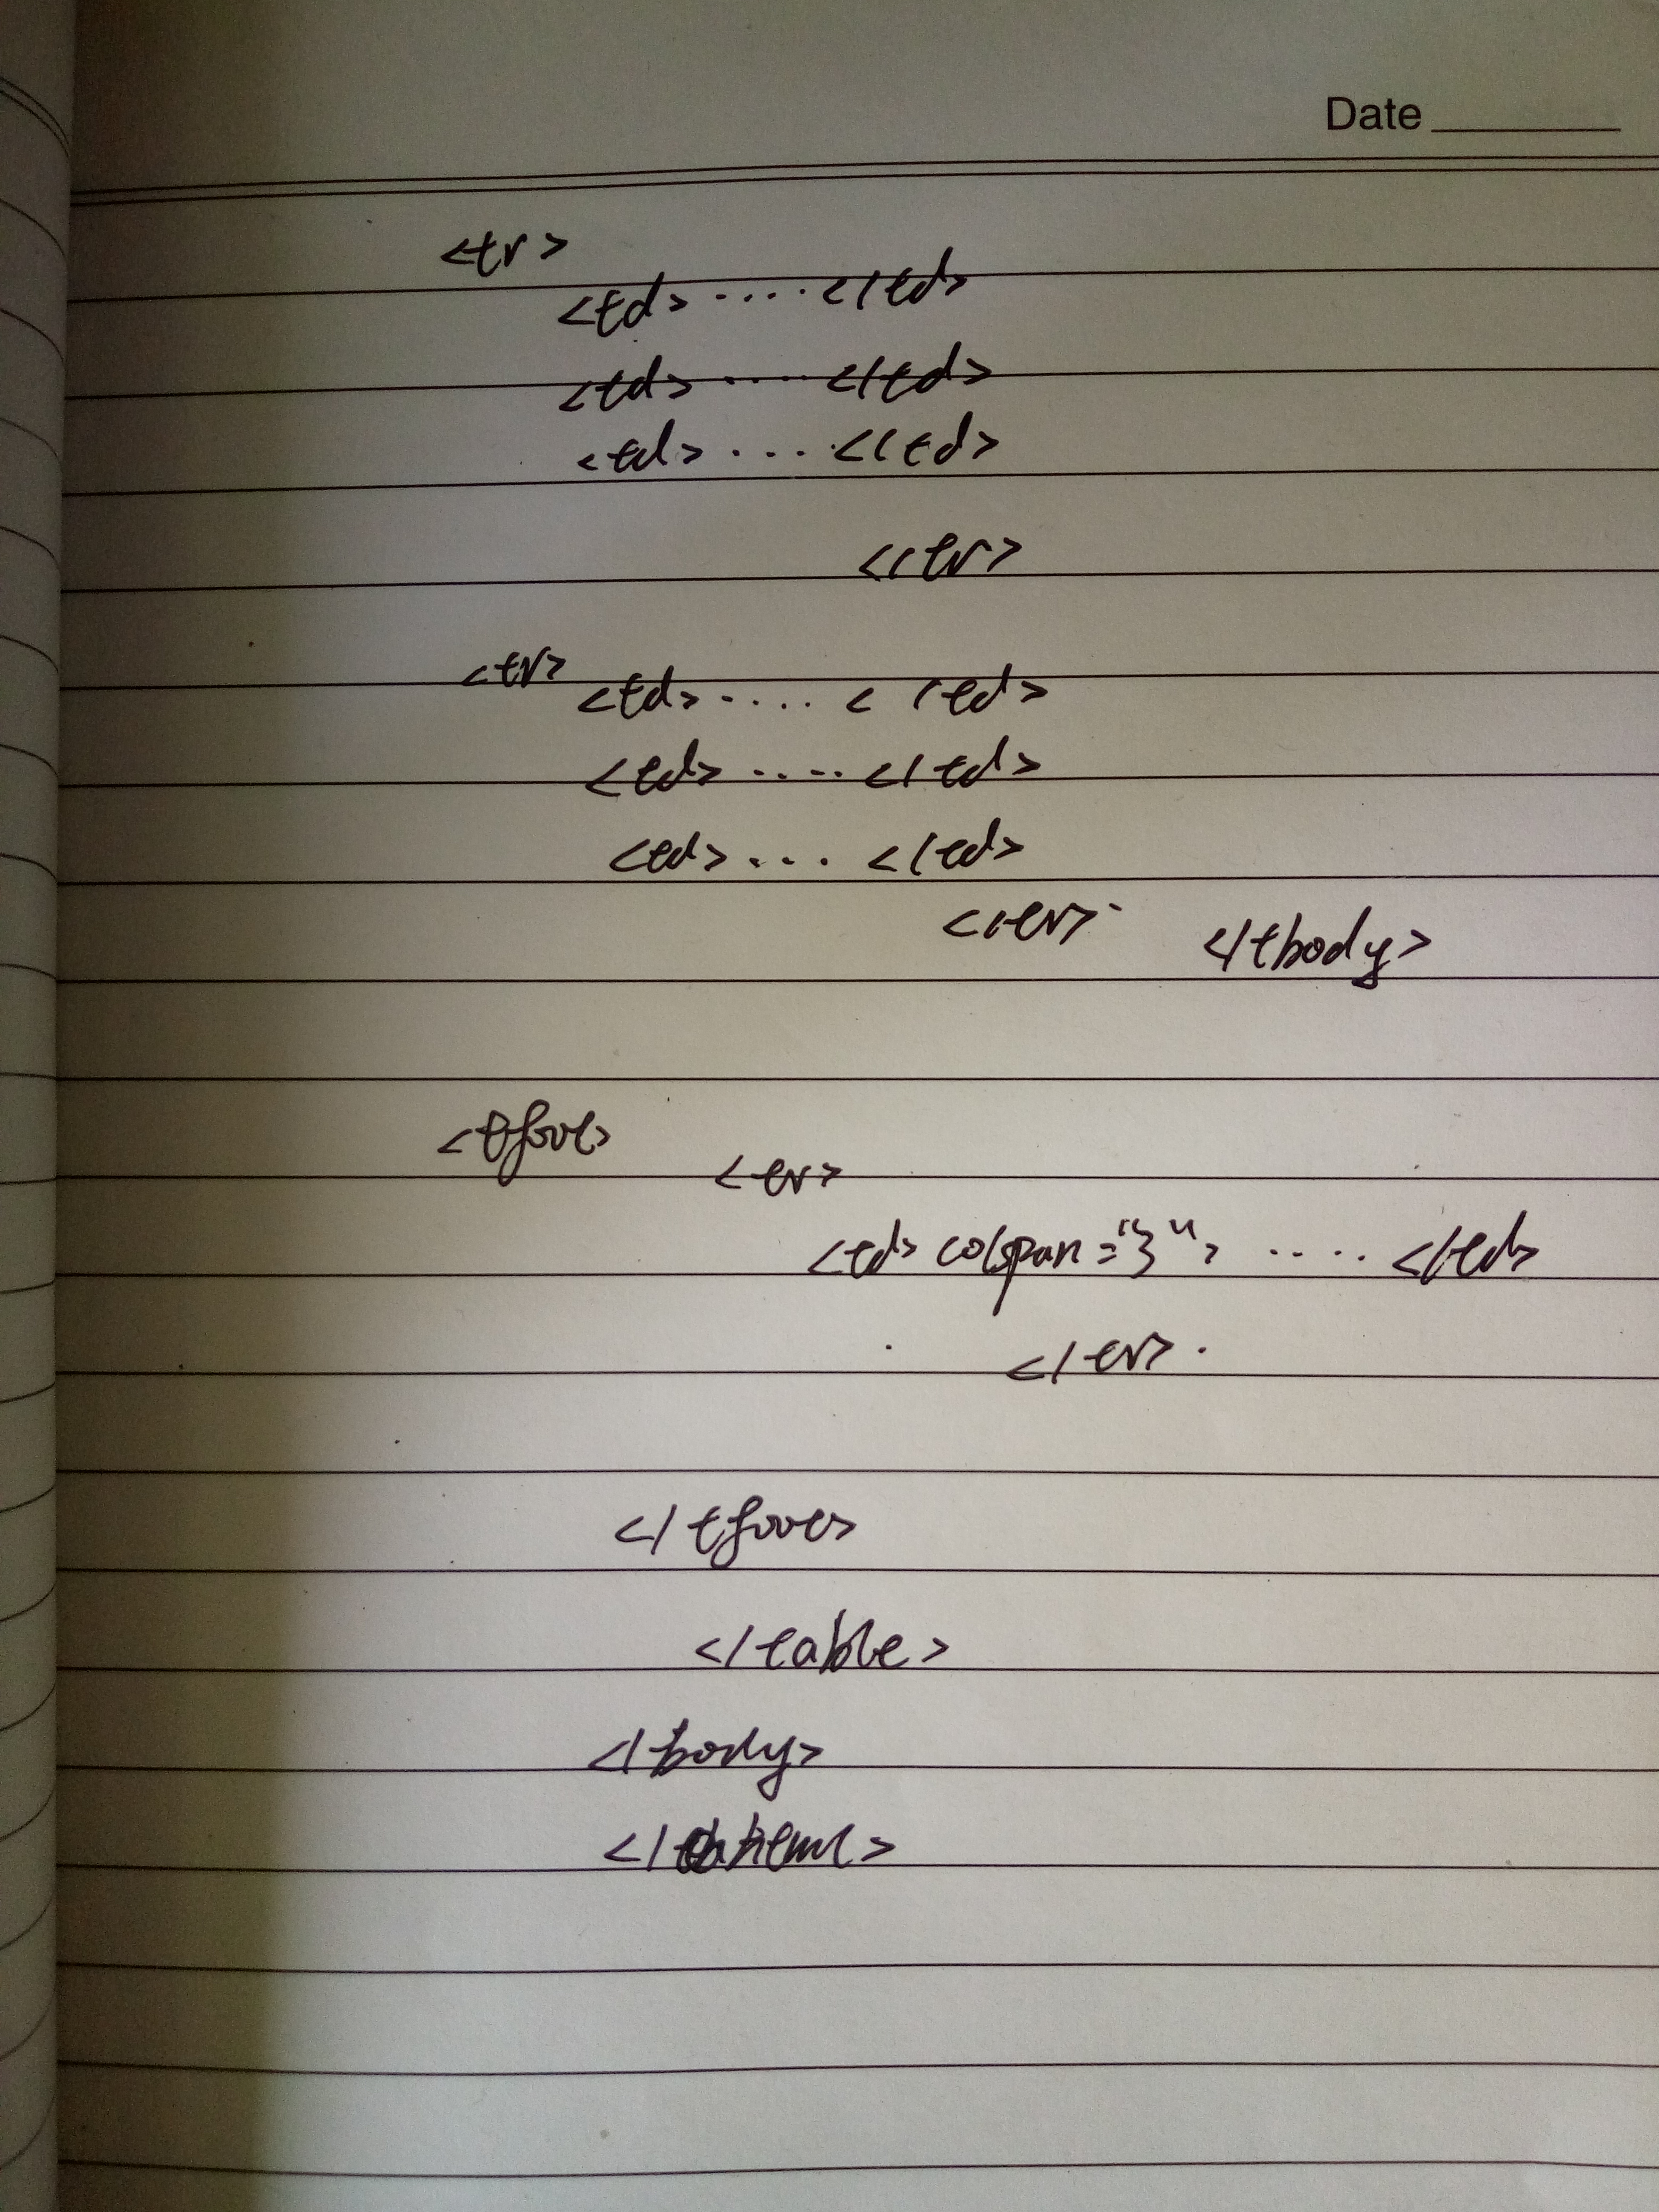 Date
<tr>
<td> .... </td>
<td> .... </td>
<td> ... </td>
</tr>
<tr> <td> .... </td>
<td> .... </td>
<td> ... </td>
</tr> </tbody>
<tfoot>
<tr>
<td> colspan="3"> .... </td>
</tr>
</tfoot>
</table>
</body>
</html>